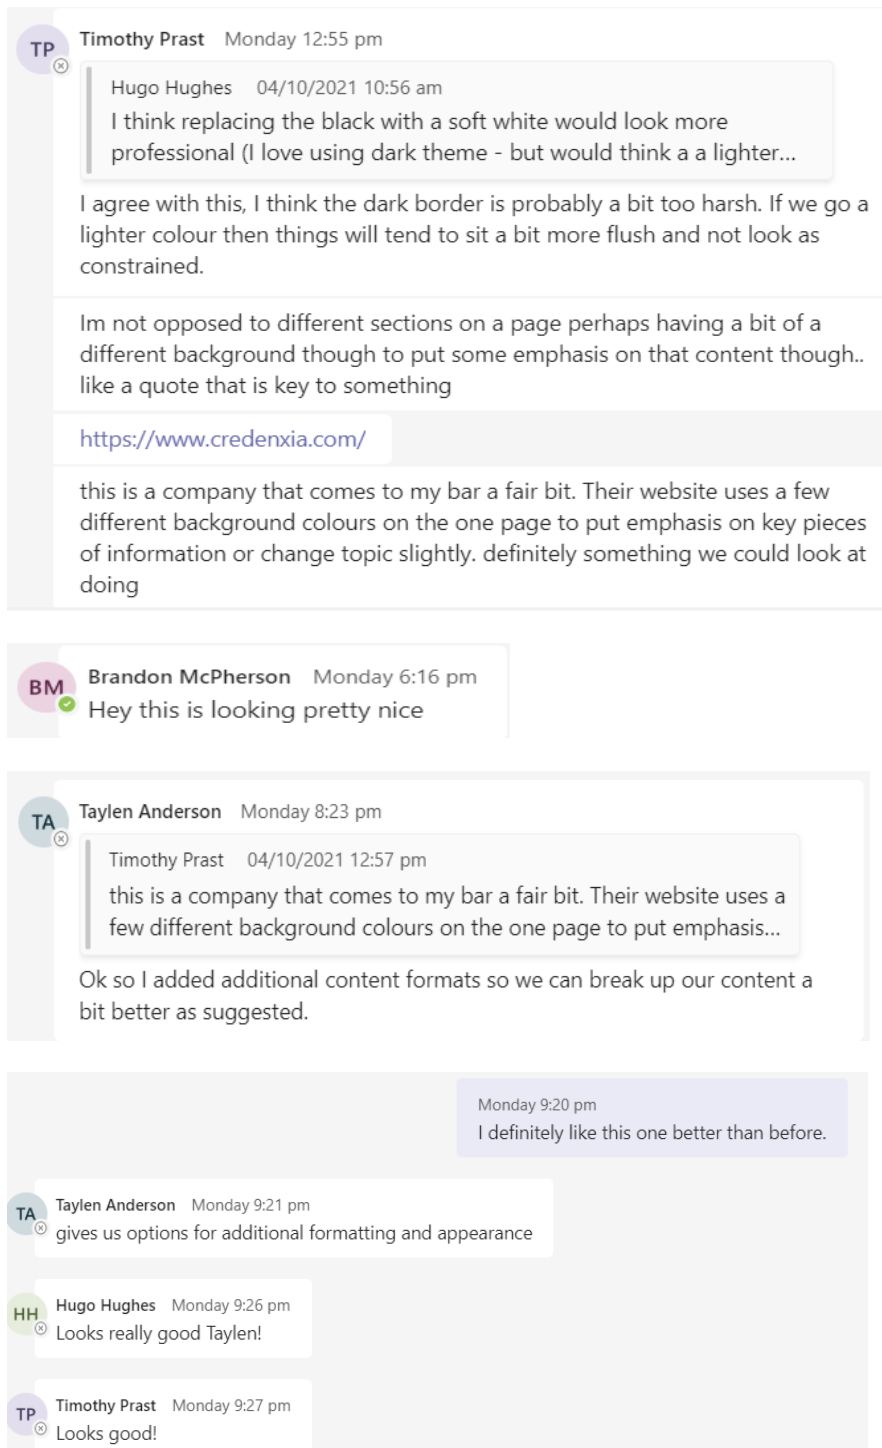 TP
Timothy Prast Monday 12:55 pm
Hugo Hughes 04/10/2021 10:56 am
I think replacing the black with a soft white would look more
professional (I love using dark theme - but would think a a lighter...
I agree with this, I think the dark border is probably a bit too harsh. If we go a
lighter colour then things will tend to sit a bit more flush and not look as
constrained.
Im not opposed to different sections on a page perhaps having a bit of a
different background though to put some emphasis on that content though..
like a quote that is key to something
https://www.credenxia.com/
this is a company that comes to my bar a fair bit. Their website uses a few
different background colours on the one page to put emphasis on key pieces
of information or change topic slightly. definitely something we could look at
doing
BM
Brandon McPherson Monday 6:16 pm
Hey this is looking pretty nice
TA
Taylen Anderson Monday 8:23 pm
Timothy Prast 04/10/2021 12:57 pm
this is a company that comes to my bar a fair bit. Their website uses a
few different background colours on the one page to put emphasis...
Ok so I added additional content formats so we can break up our content a
bit better as suggested.
Monday 9:20 pm
I definitely like this one better than before.
TA
Taylen Anderson Monday 9:21 pm
gives us options for additional formatting and appearance
HH
Hugo Hughes Monday 9:26 pm
Looks really good Taylen!
TP
Timothy Prast Monday 9:27 pm
Looks good!